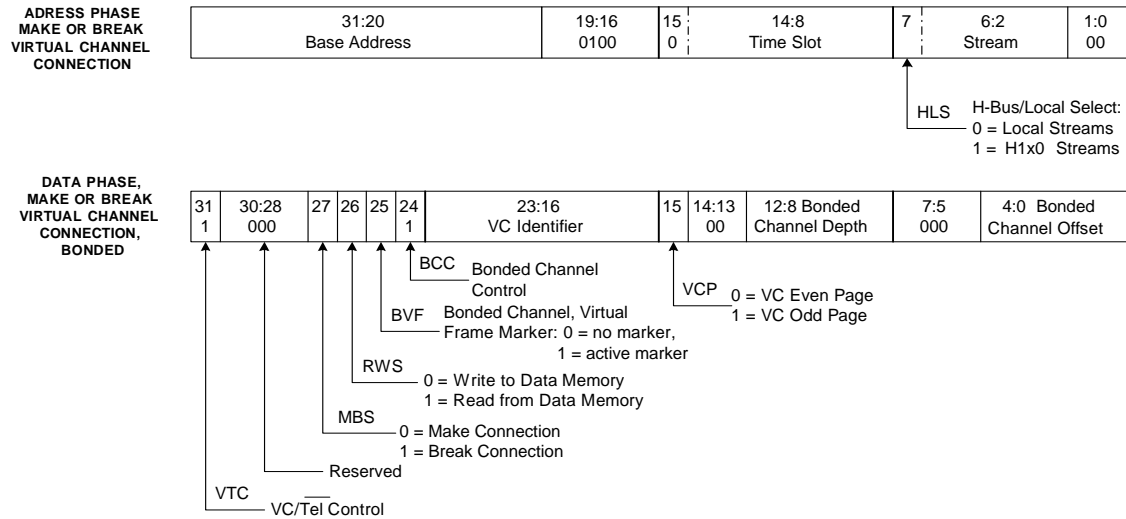 ADRESS PHASE
MAKE OR BREAK
VIRTUAL CHANNEL
CONNECTION
31:20
Base Address
19:16
0100
15
0
14:8
Time Slot
7
6:2
Stream
1:0
00
HLS
H-Bus/Local Select:
0 = Local Streams
1 = H1x0 Streams
DATA PHASE,
MAKE OR BREAK
VIRTUAL CHANNEL
CONNECTION,
BONDED
31
1
30:28
000
27
26
25
24
1
23:16
VC Identifier
15
14:13
00
12:8 Bonded
Channel Depth
7:5
000
4:0 Bonded
Channel Offset
BCC
Bonded Channel
Control
VCP
0 = VC Even Page
1 = VC Odd Page
BVF
Bonded Channel, Virtual
Frame Marker: 0 = no marker,
1 = active marker
RWS
0 = Write to Data Memory
1 = Read from Data Memory
MBS
0 = Make Connection
1 = Break Connection
Reserved
VTC
VC/T̅e̅l̅ Control